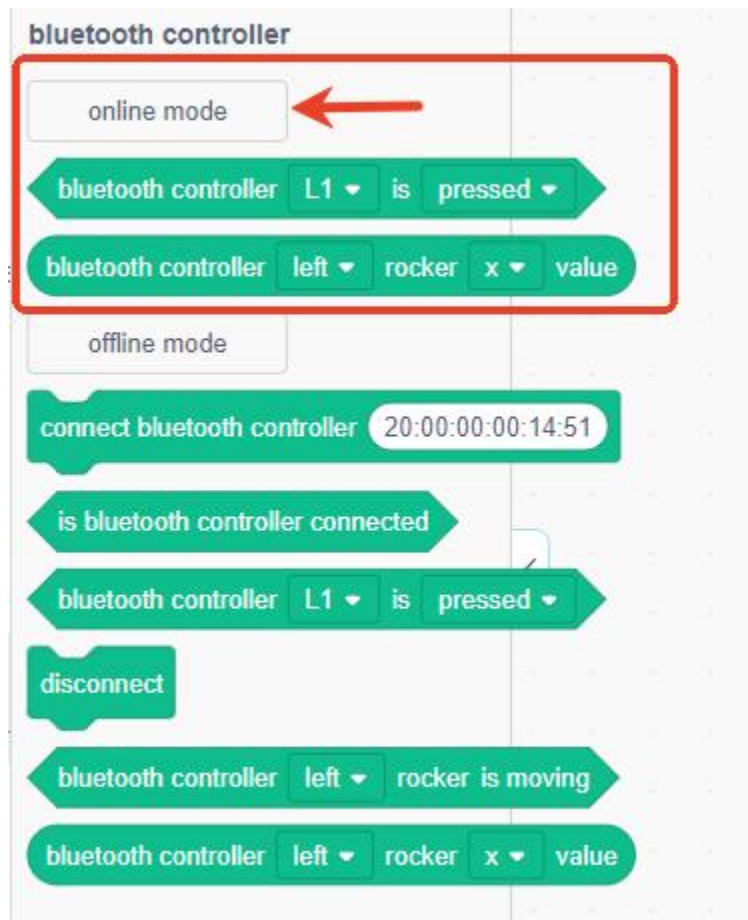 bluetooth controller
online mode
bluetooth controller L1 is pressed
bluetooth controller left rocker x value
offline mode
connect bluetooth controller 20:00:00:00:14:51
is bluetooth controller connected
bluetooth controller L1 is pressed
disconnect
bluetooth controller left rocker is moving
bluetooth controller left rocker x value